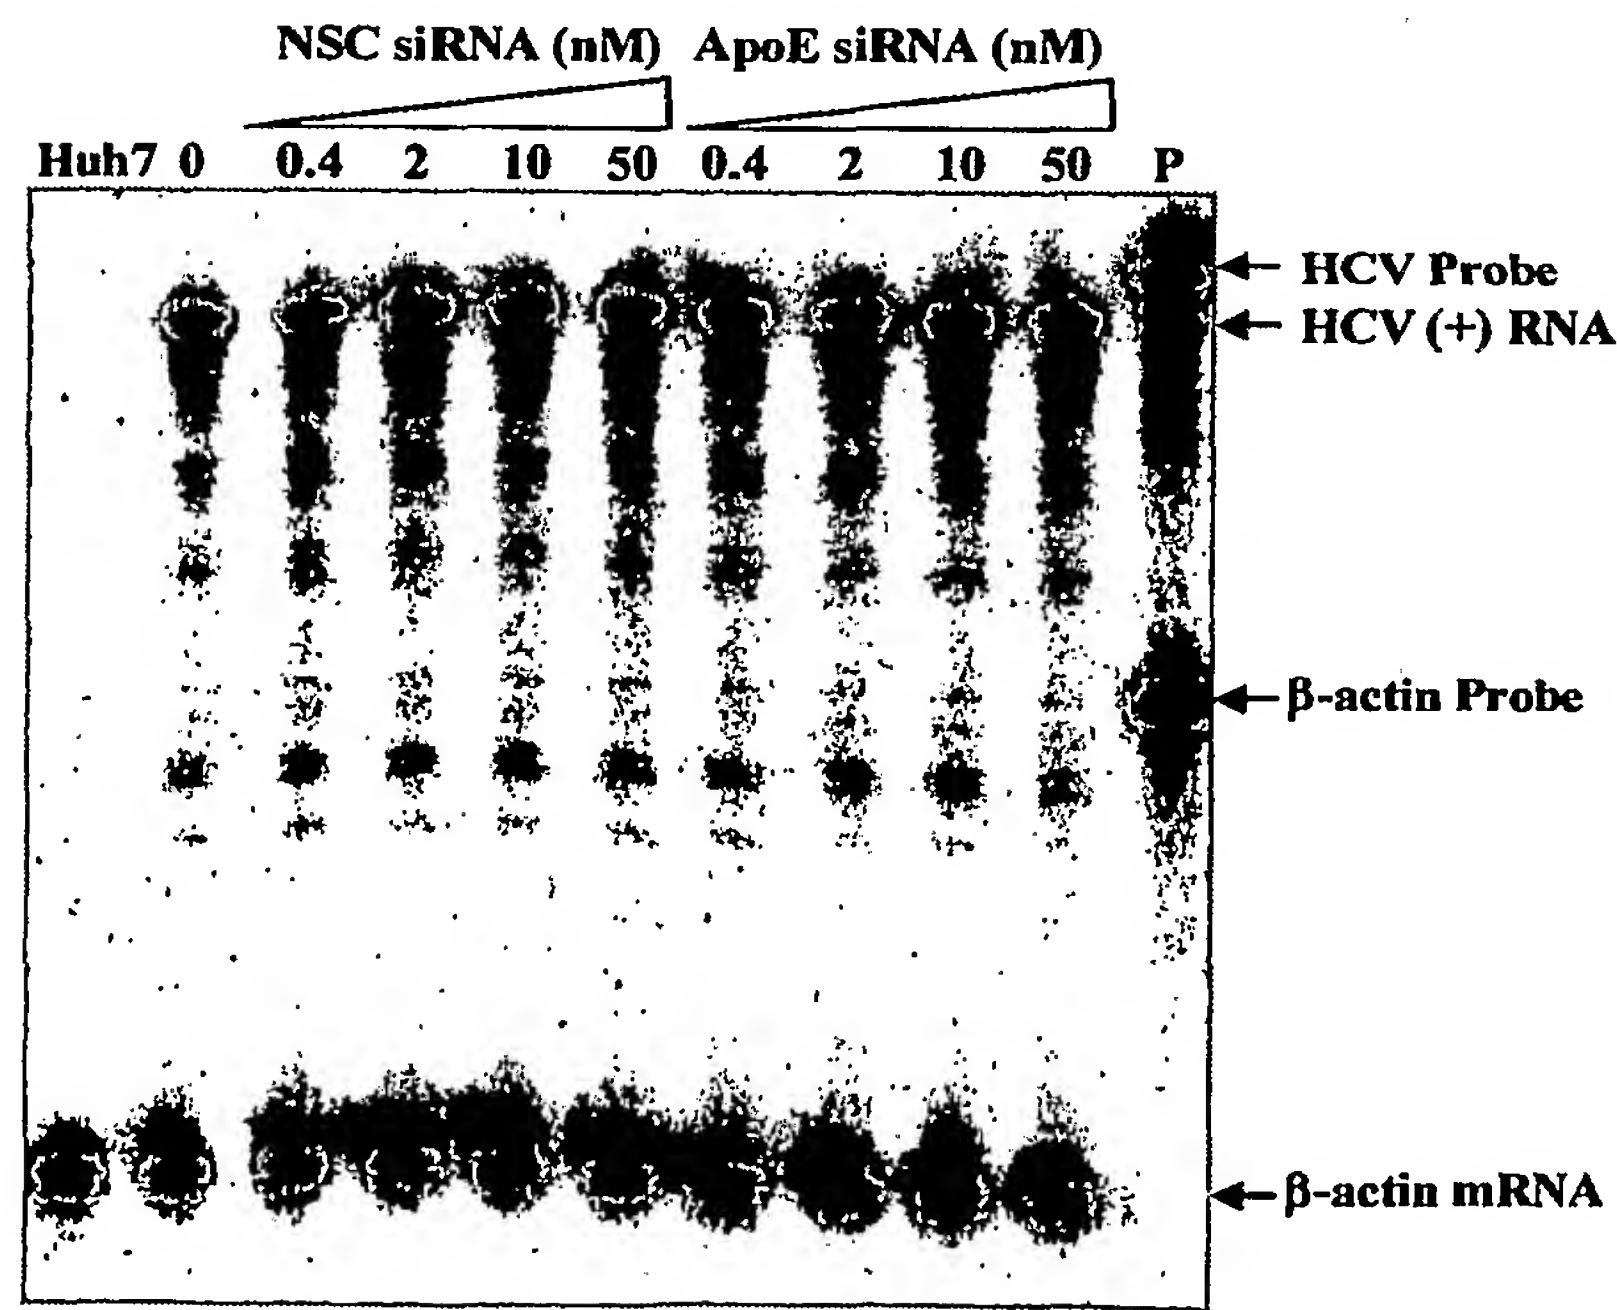 NSC siRNA (nM) ApoE siRNA (nM)
Huh7 0 0.4 2 10 50 0.4 2 10 50 P
HCV Probe
HCV (+) RNA
β-actin Probe
β-actin mRNA